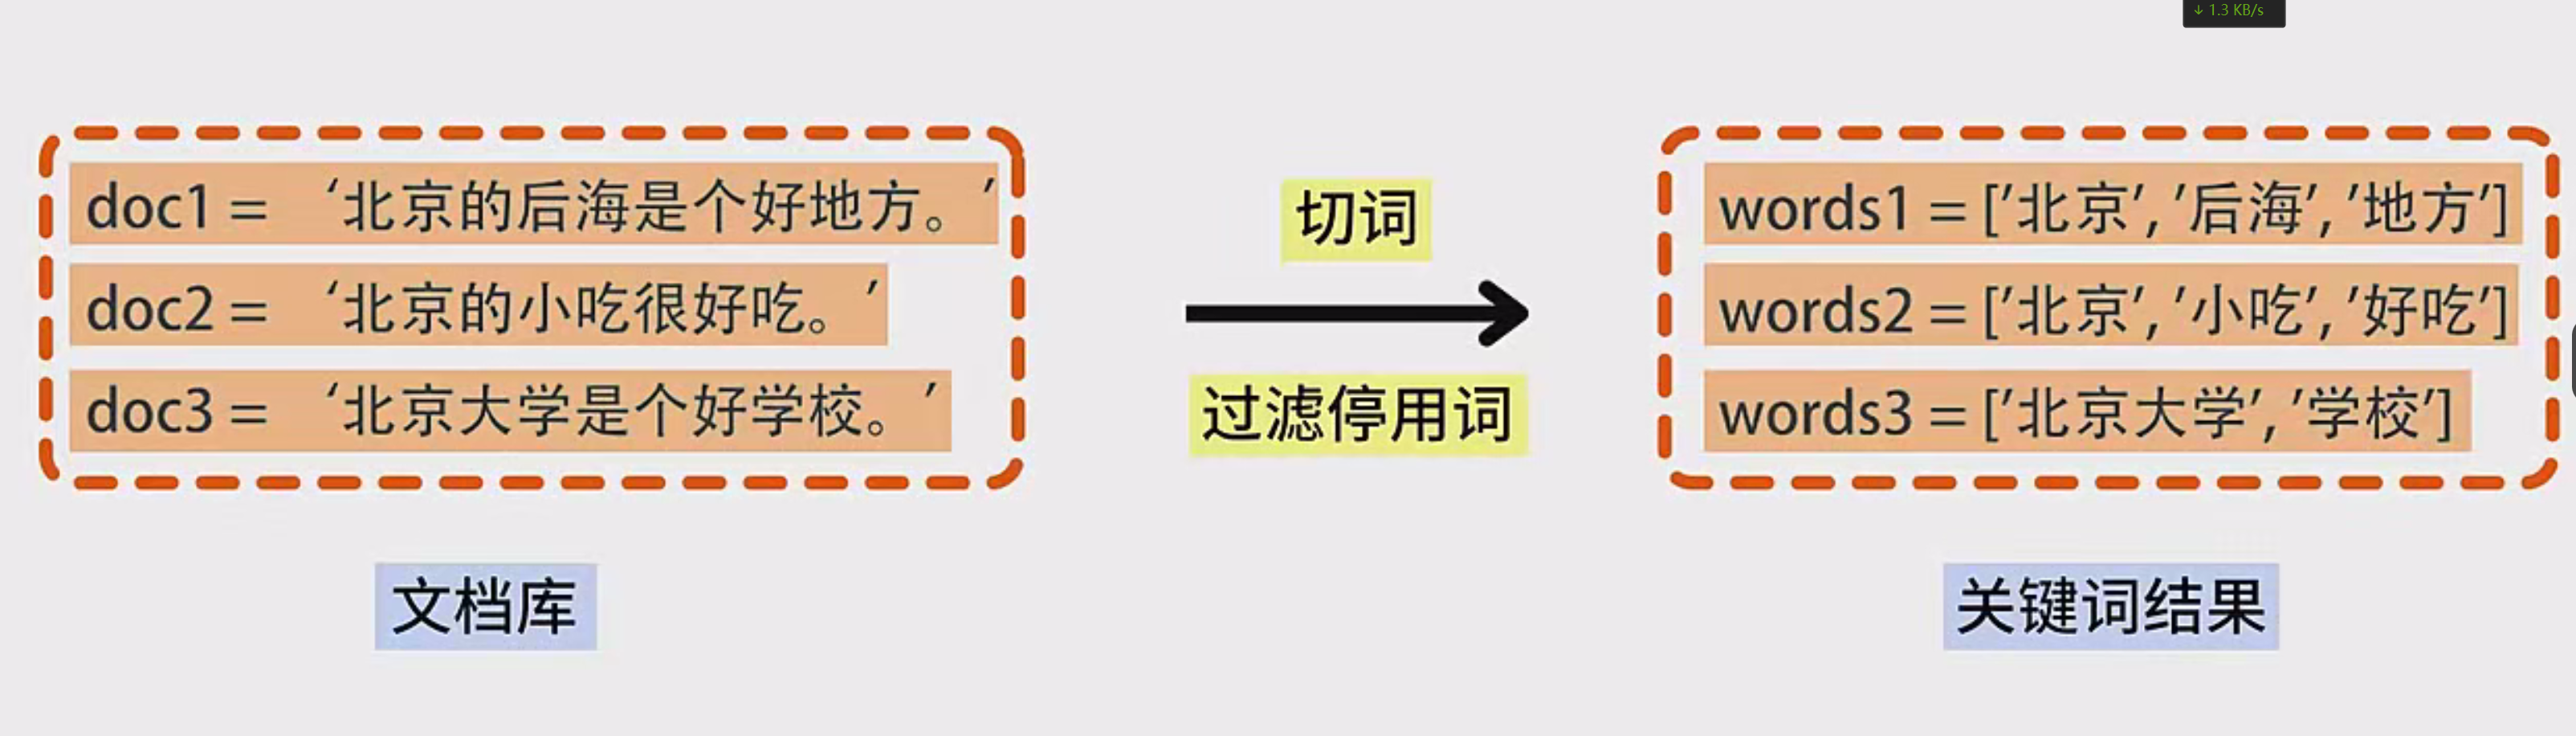 ↓ 1.3 KB/s
doc1 = ‘北京的后海是个好地方。’
doc2 = ‘北京的小吃很好吃。’
doc3 = ‘北京大学是个好学校。’
切词
过滤停用词
words1 = [′北京′, ′后海′, ′地方′]
words2 = [′北京′, ′小吃′, ′好吃′]
words3 = [′北京大学′, ′学校′]
文档库
关键词结果